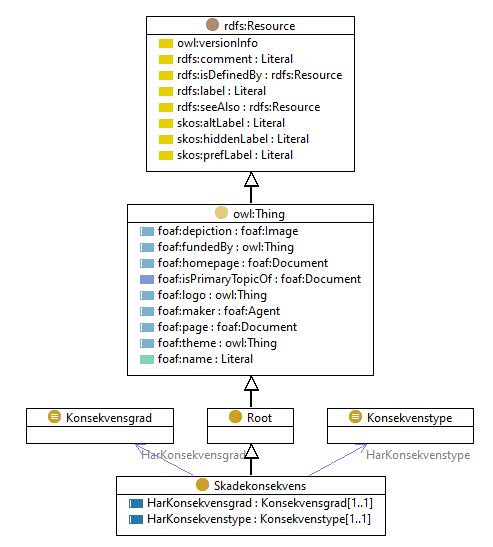 rdfs:Resource
owl:versionInfo
rdfs:comment : Literal
rdfs:isDefinedBy : rdfs:Resource
rdfs:label : Literal
rdfs:seeAlso : rdfs:Resource
skos:altLabel : Literal
skos:hiddenLabel : Literal
skos:prefLabel : Literal
owl:Thing
foaf:depiction : foaf:Image
foaf:fundedBy : owl:Thing
foaf:homepage : foaf:Document
foaf:isPrimaryTopicOf : foaf:Document
foaf:logo : owl:Thing
foaf:maker : foaf:Agent
foaf:page : foaf:Document
foaf:theme : owl:Thing
foaf:name : Literal
Konsekvensgrad
Root
Konsekvenstype
HarKonsekvensgrad
HarKonsekvenstype
Skadekonsekvens
HarKonsekvensgrad : Konsekvensgrad[1..1]
HarKonsekvenstype : Konsekvenstype[1..1]